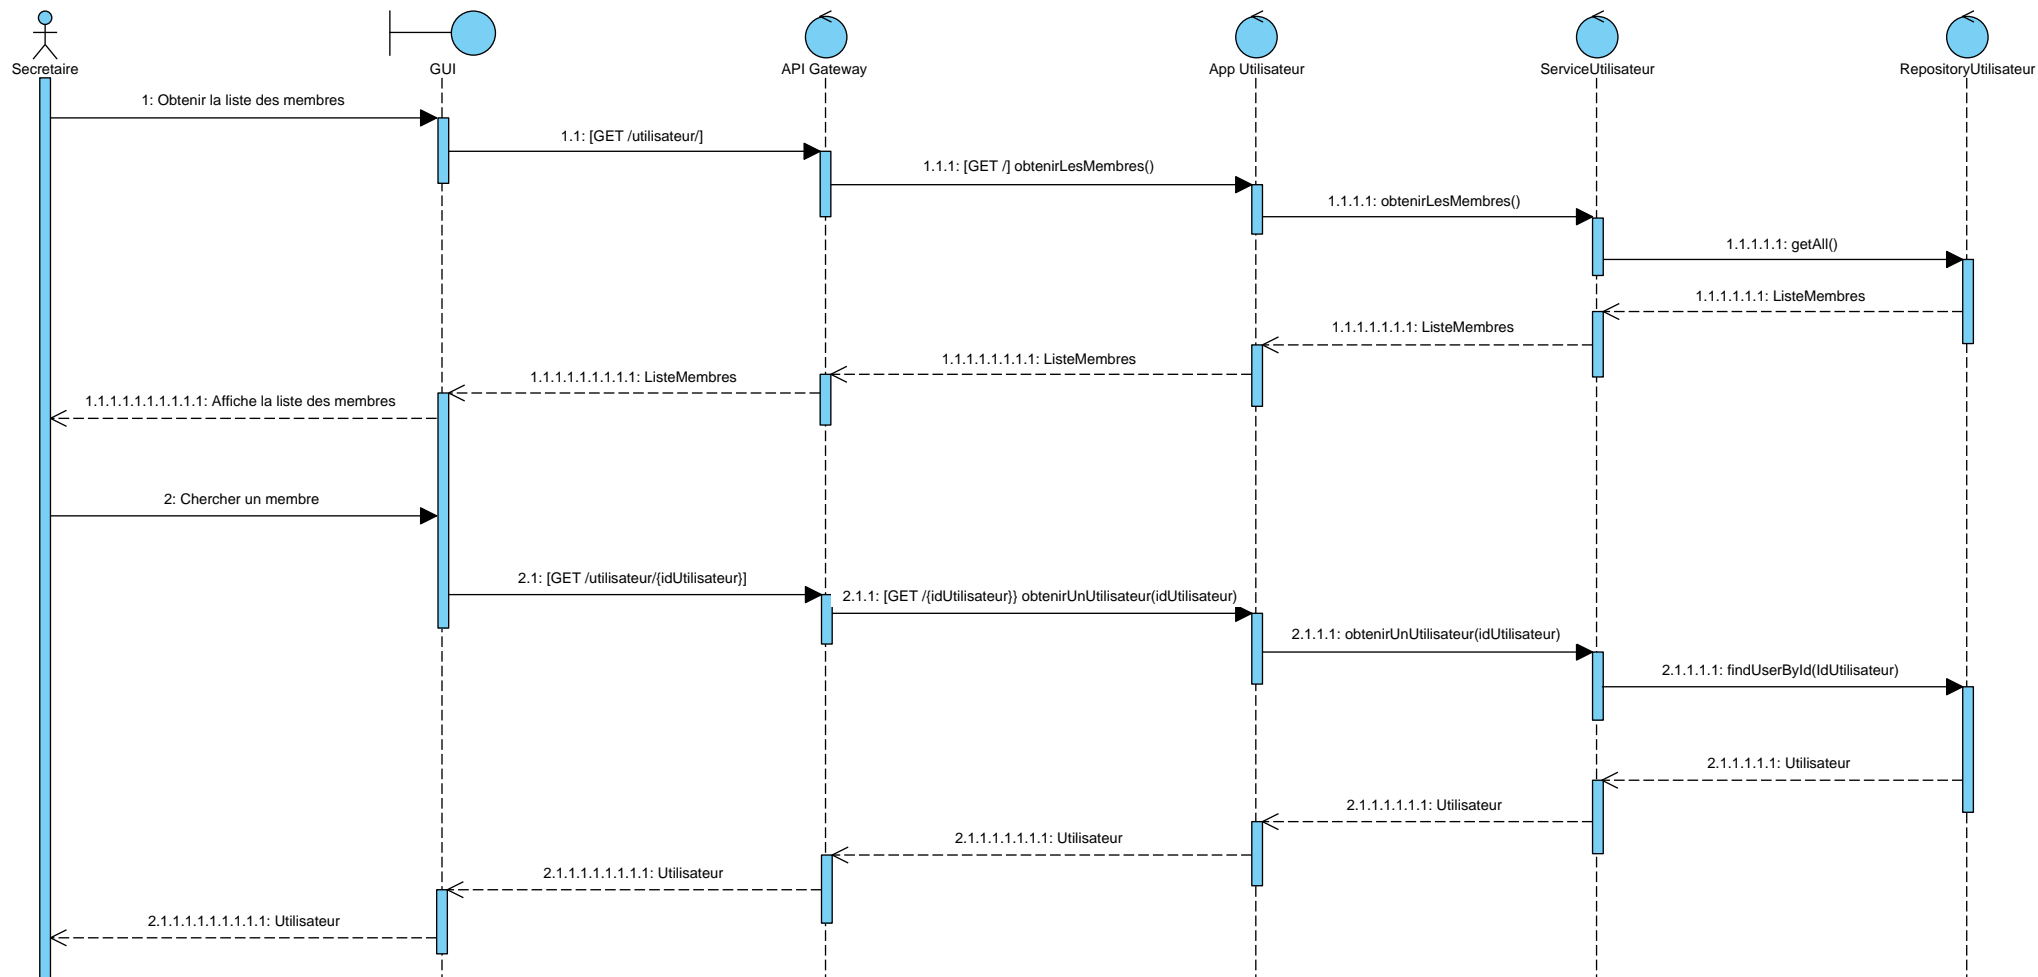 Secretaire
GUI
API Gateway
App Utilisateur
ServiceUtilisateur
RepositoryUtilisateur
1: Obtenir la liste des membres
1.1: [GET /utilisateur/]
1.1.1: [GET /] obtenirLesMembres()
1.1.1.1: obtenirLesMembres()
1.1.1.1.1: getAll()
1.1.1.1.1.1: ListeMembres
1.1.1.1.1.1.1: ListeMembres
1.1.1.1.1.1.1.1: ListeMembres
1.1.1.1.1.1.1.1.1: ListeMembres
1.1.1.1.1.1.1.1.1.1: Affiche la liste des membres
2: Chercher un membre
2.1: [GET /utilisateur/{idUtilisateur}]
2.1.1: [GET /{idUtilisateur}} obtenirUnUtilisateur(idUtilisateur)
2.1.1.1: obtenirUnUtilisateur(idUtilisateur)
2.1.1.1.1: findUserById(IdUtilisateur)
2.1.1.1.1.1: Utilisateur
2.1.1.1.1.1.1: Utilisateur
2.1.1.1.1.1.1.1: Utilisateur
2.1.1.1.1.1.1.1.1: Utilisateur
2.1.1.1.1.1.1.1.1.1: Utilisateur